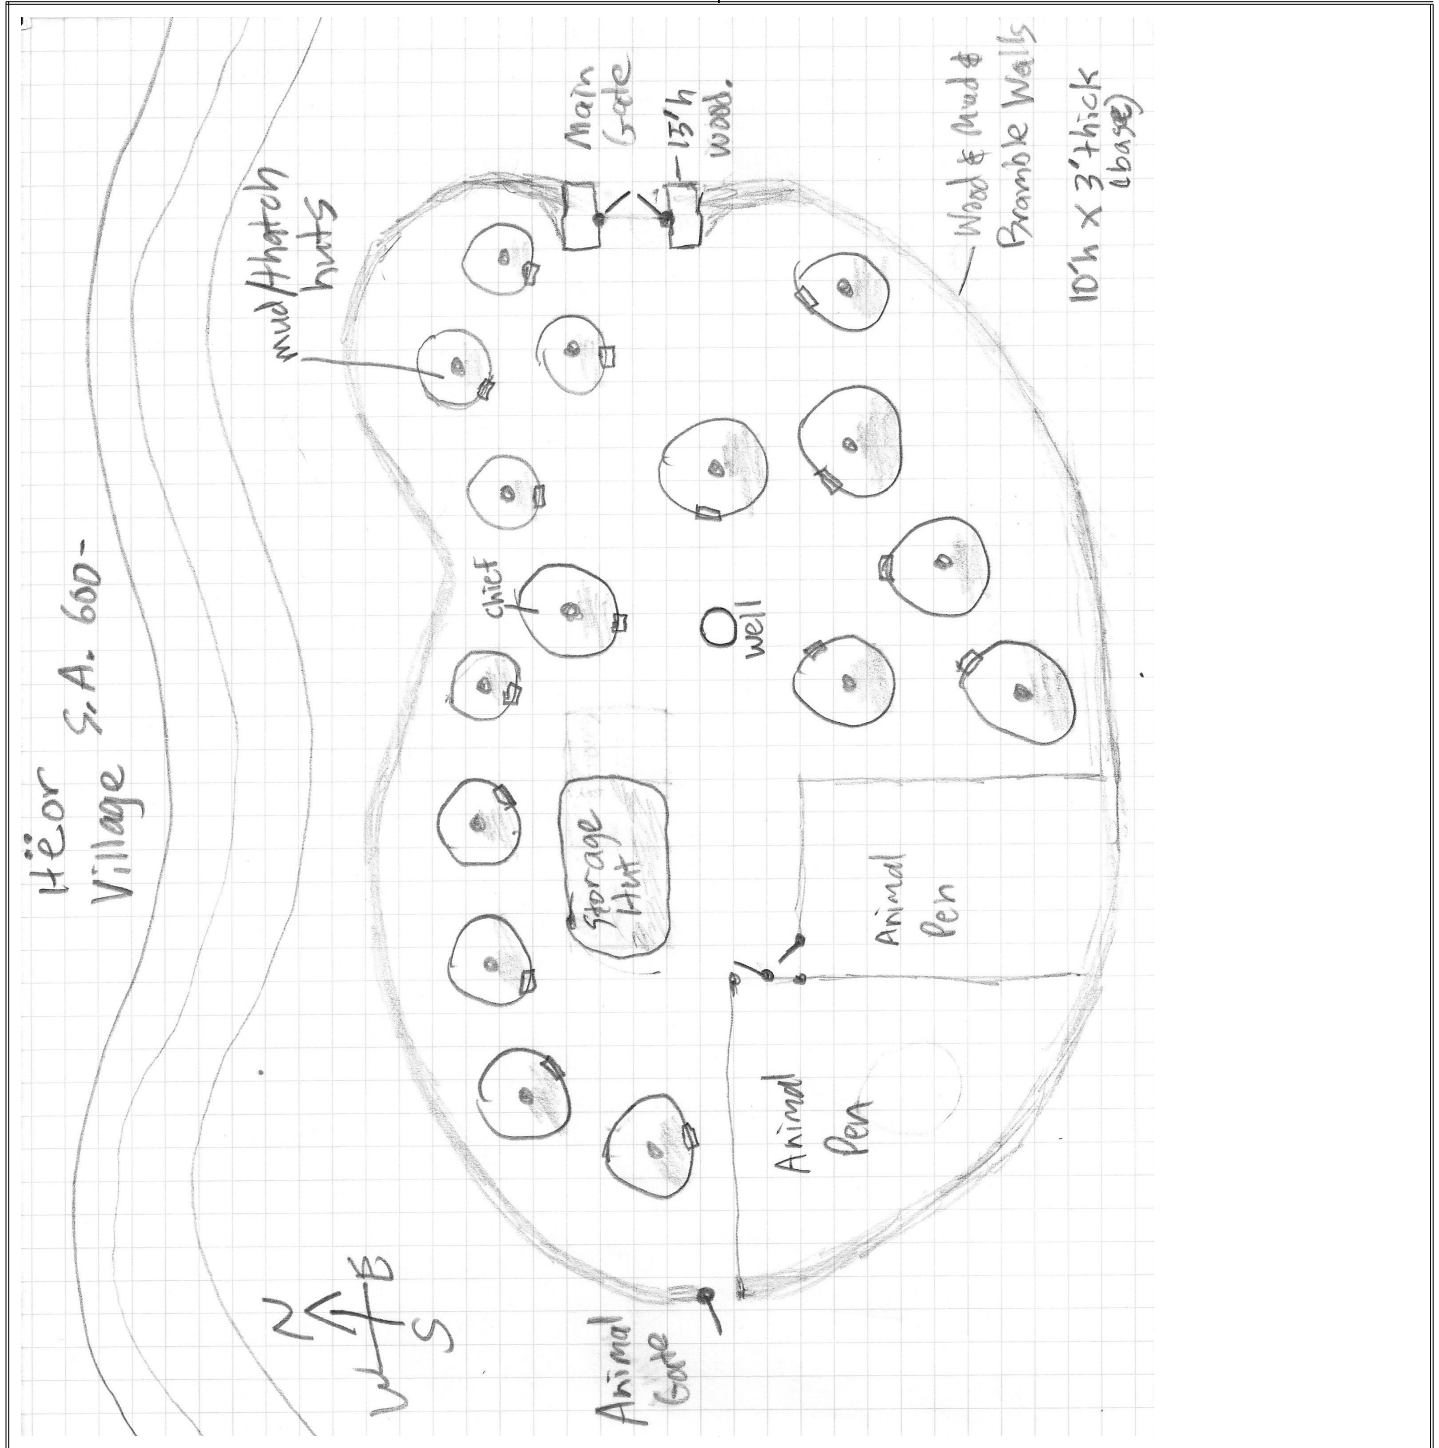 Hëor
Village S.A. 600-
mud/thatch
huts
Main
Gate
13'h
wood.
Wood & Mud &
Bramble Walls
10'h x 3' thick
(base)
chief
well
Storage
Hut
Animal
Pen
Animal
Pen
Animal
Gate
N
W
E
S